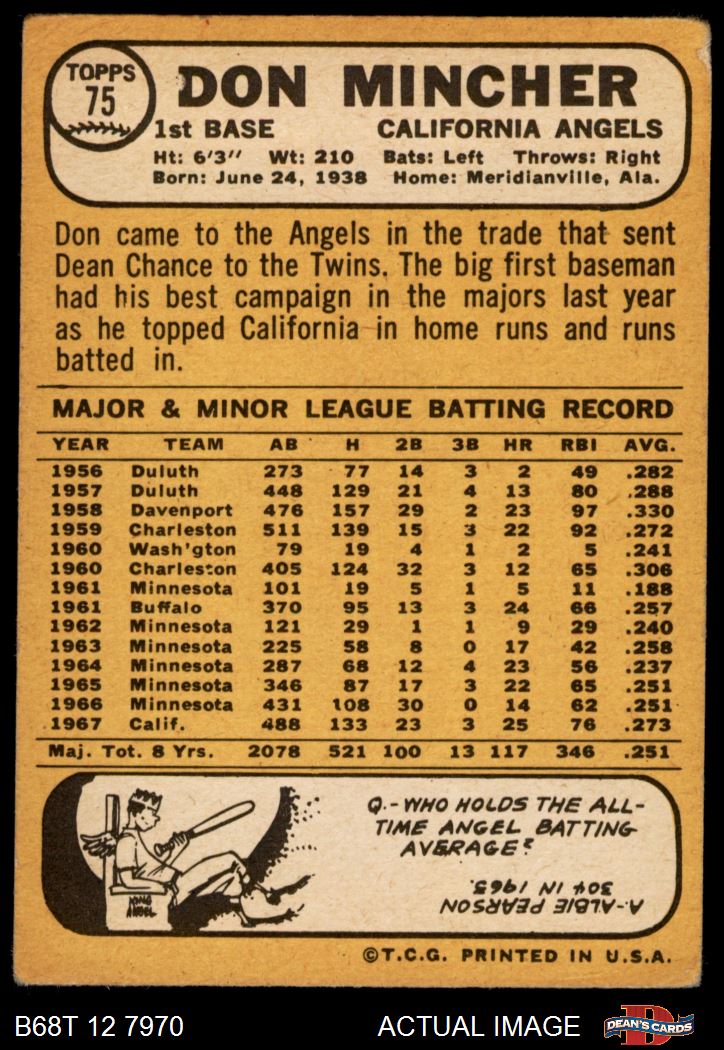 TOPPS
75
DON MINCHER
1st BASE CALIFORNIA ANGELS
Ht: 6'3" Wt: 210 Bats: Left Throws: Right
Born: June 24, 1938 Home: Meridianville, Ala.
Don came to the Angels in the trade that sent
Dean Chance to the Twins. The big first baseman
had his best campaign in the majors last year
as he topped California in home runs and runs
batted in.
MAJOR & MINOR LEAGUE BATTING RECORD
YEAR TEAM AB H 2B 3B HR RBI AVG.
1956 Duluth 273 77 14 3 2 49 .282
1957 Duluth 448 129 21 4 13 80 .288
1958 Davenport 476 157 29 2 23 97 .330
1959 Charleston 511 139 15 3 22 92 .272
1960 Wash'gton 79 19 4 1 2 5 .241
1960 Charleston 405 124 32 3 12 65 .306
1961 Minnesota 101 19 5 1 5 11 .188
1961 Buffalo 370 95 13 3 24 66 .257
1962 Minnesota 121 29 1 1 9 29 .240
1963 Minnesota 225 58 8 0 17 42 .258
1964 Minnesota 287 68 12 4 23 56 .237
1965 Minnesota 346 87 17 3 22 65 .251
1966 Minnesota 431 108 30 0 14 62 .251
1967 Calif. 488 133 23 3 25 76 .273
Maj. Tot. 8 Yrs. 2078 521 100 13 117 346 .251
KING
ANGEL
Q.-WHO HOLDS THE ALL-
TIME ANGEL BATTING
AVERAGE?
A-ALBIE PEARSON
.304 IN 1965.
©T.C.G. PRINTED IN U.S.A.
B68T 12 7970 ACTUAL IMAGE
D
DEAN'S CARDS